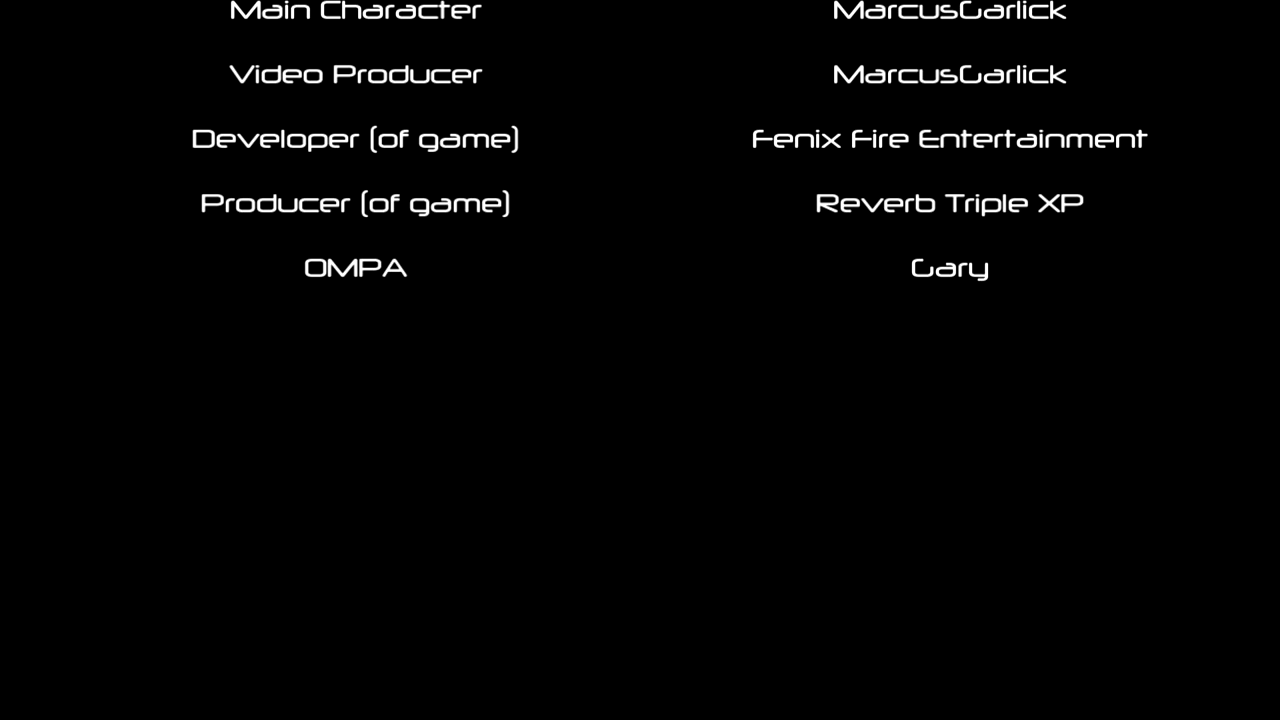 Main Character MarcusGarlick
Video Producer MarcusGarlick
Developer (of game) Fenix Fire Entertainment
Producer (of game) Reverb Triple XP
OMPA Gary